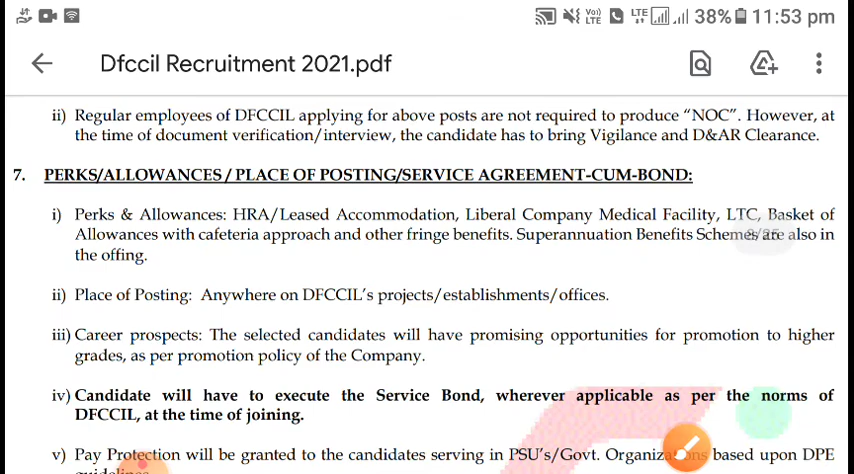 38% 11:53 pm
Dfccil Recruitment 2021.pdf
ii) Regular employees of DFCCIL applying for above posts are not required to produce "NOC". However, at
the time of document verification/interview, the candidate has to bring Vigilance and D&AR Clearance.
7. PERKS/ALLOWANCES / PLACE OF POSTING/SERVICE AGREEMENT-CUM-BOND:
i) Perks & Allowances: HRA/Leased Accommodation, Liberal Company Medical Facility, LTC, Basket of
Allowances with cafeteria approach and other fringe benefits. Superannuation Benefits Schemes are also in
the offing.
ii) Place of Posting: Anywhere on DFCCIL's projects/establishments/offices.
iii) Career prospects: The selected candidates will have promising opportunities for promotion to higher
grades, as per promotion policy of the Company.
iv) Candidate will have to execute the Service Bond, wherever applicable as per the norms of
DFCCIL, at the time of joining.
v) Pay Protection will be granted to the candidates serving in PSU's/Govt. based upon DPE